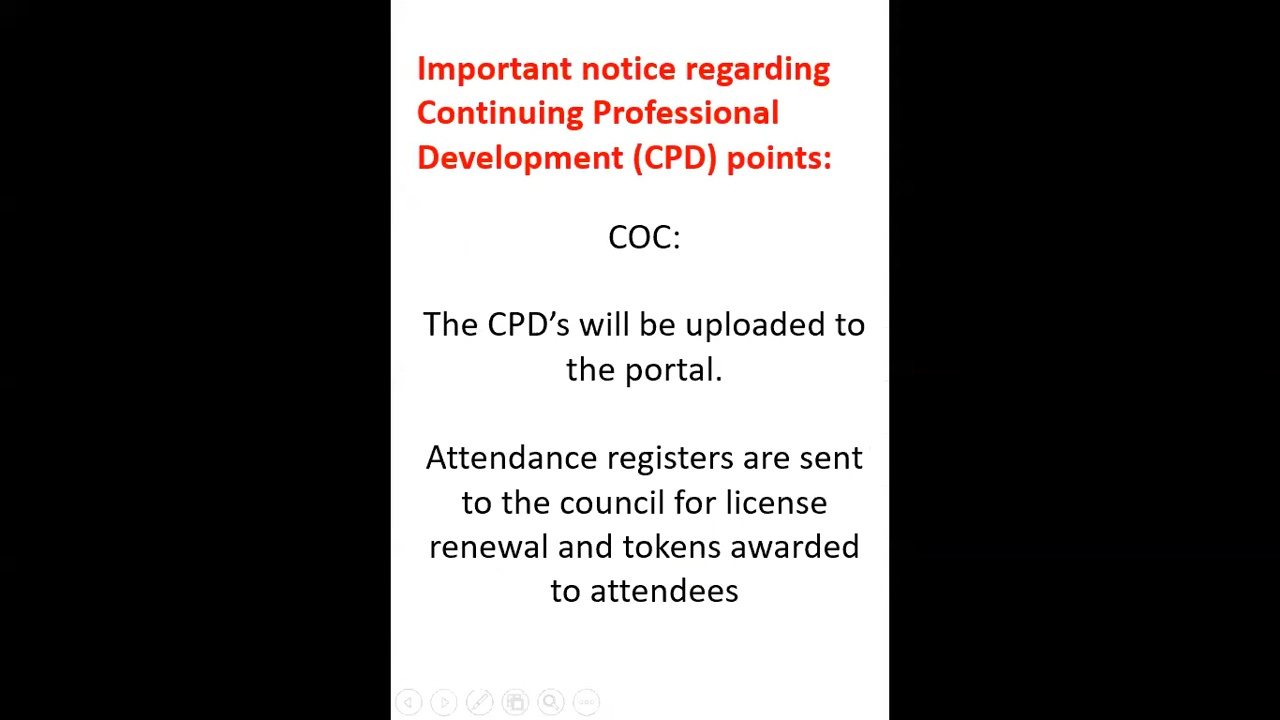 Important notice regarding
Continuing Professional
Development (CPD) points:
COC:
The CPD’s will be uploaded to
the portal.
Attendance registers are sent
to the council for license
renewal and tokens awarded
to attendees